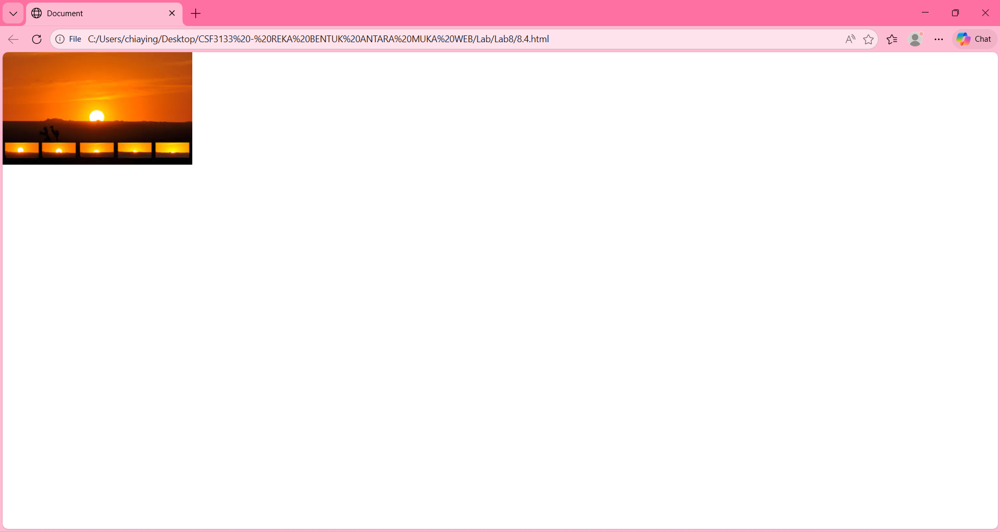 Document
File C:/Users/chiaying/Desktop/CSF3133%20-%20REKA%20BENTUK%20ANTARA%20MUKA%20WEB/Lab/Lab8/8.4.html
Chat